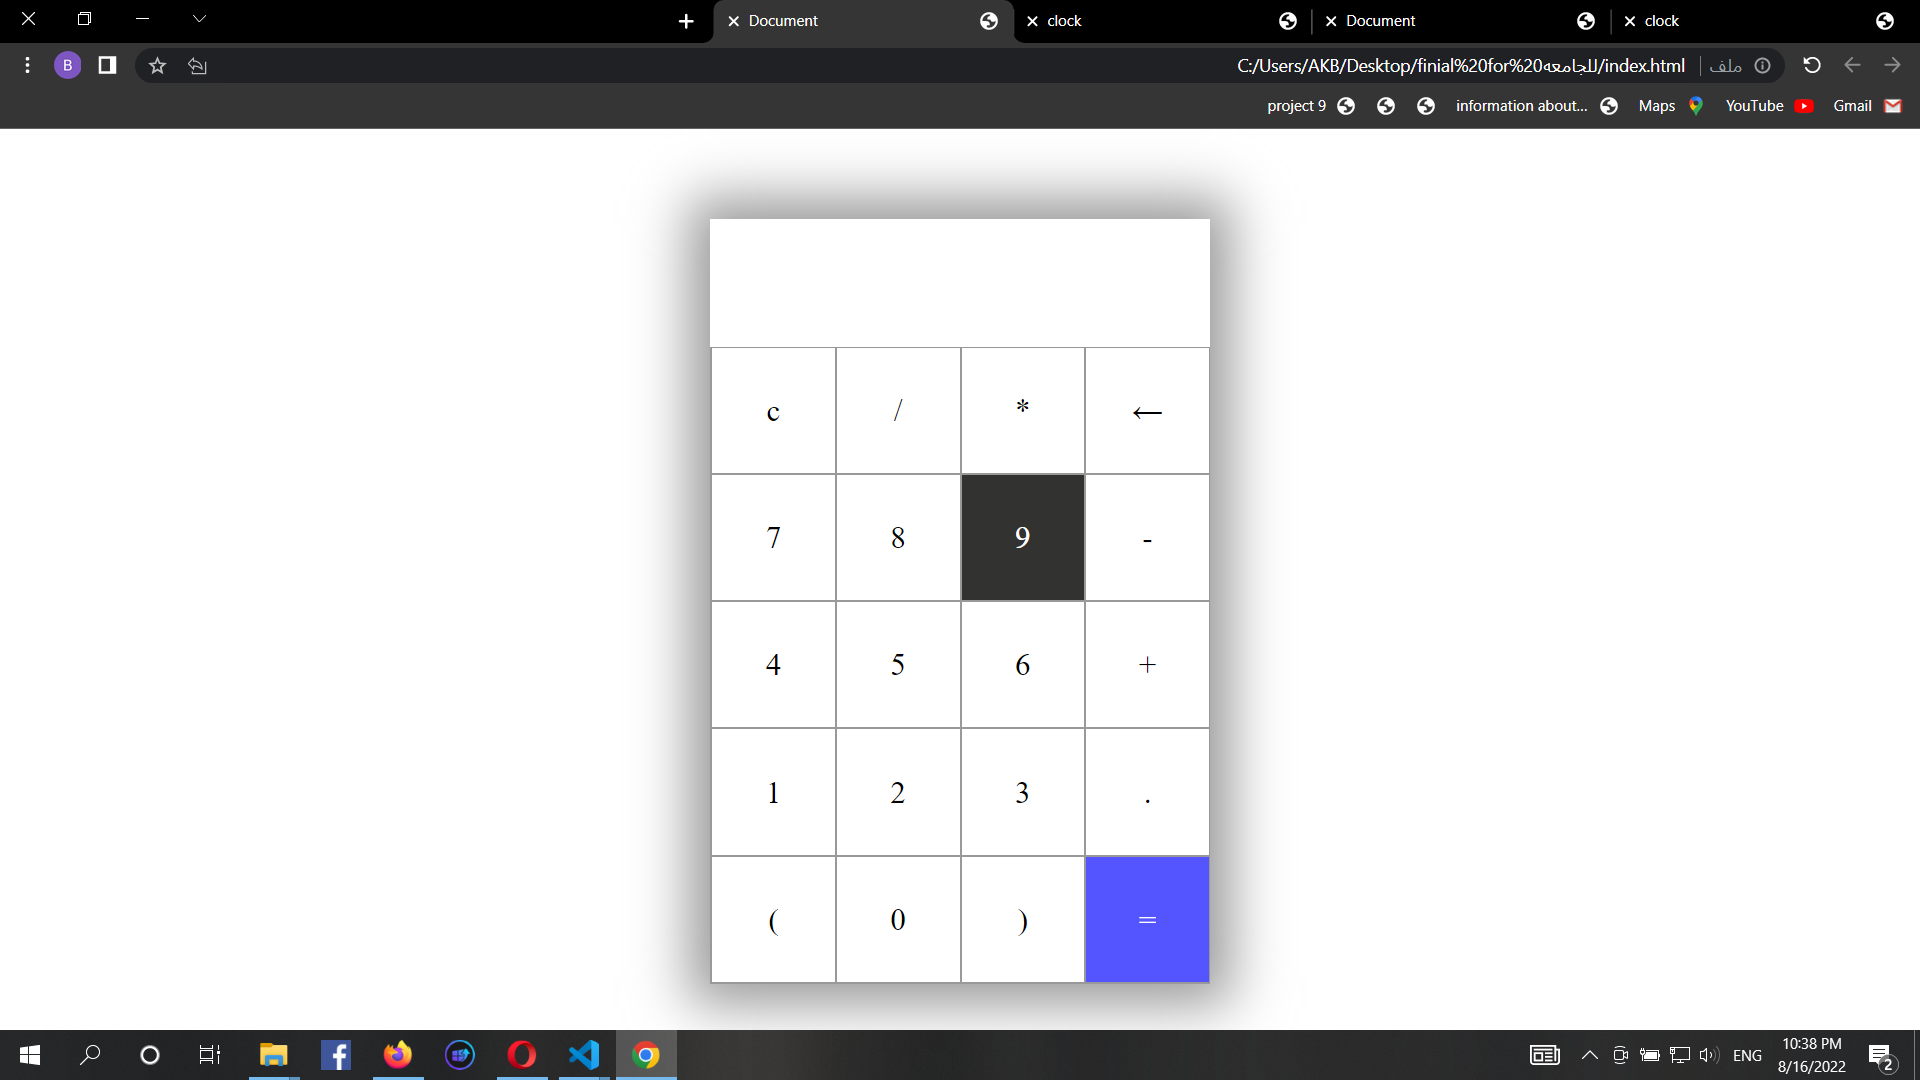 Document
clock
Document
clock
B
C:/Users/AKB/Desktop/finial%20for%20للجامعه/index.html
ملف
project 9
information about...
Maps
YouTube
Gmail
c / * ←
7 8 9 -
4 5 6 +
1 2 3 .
( 0 ) =
ENG
10:38 PM
8/16/2022
2